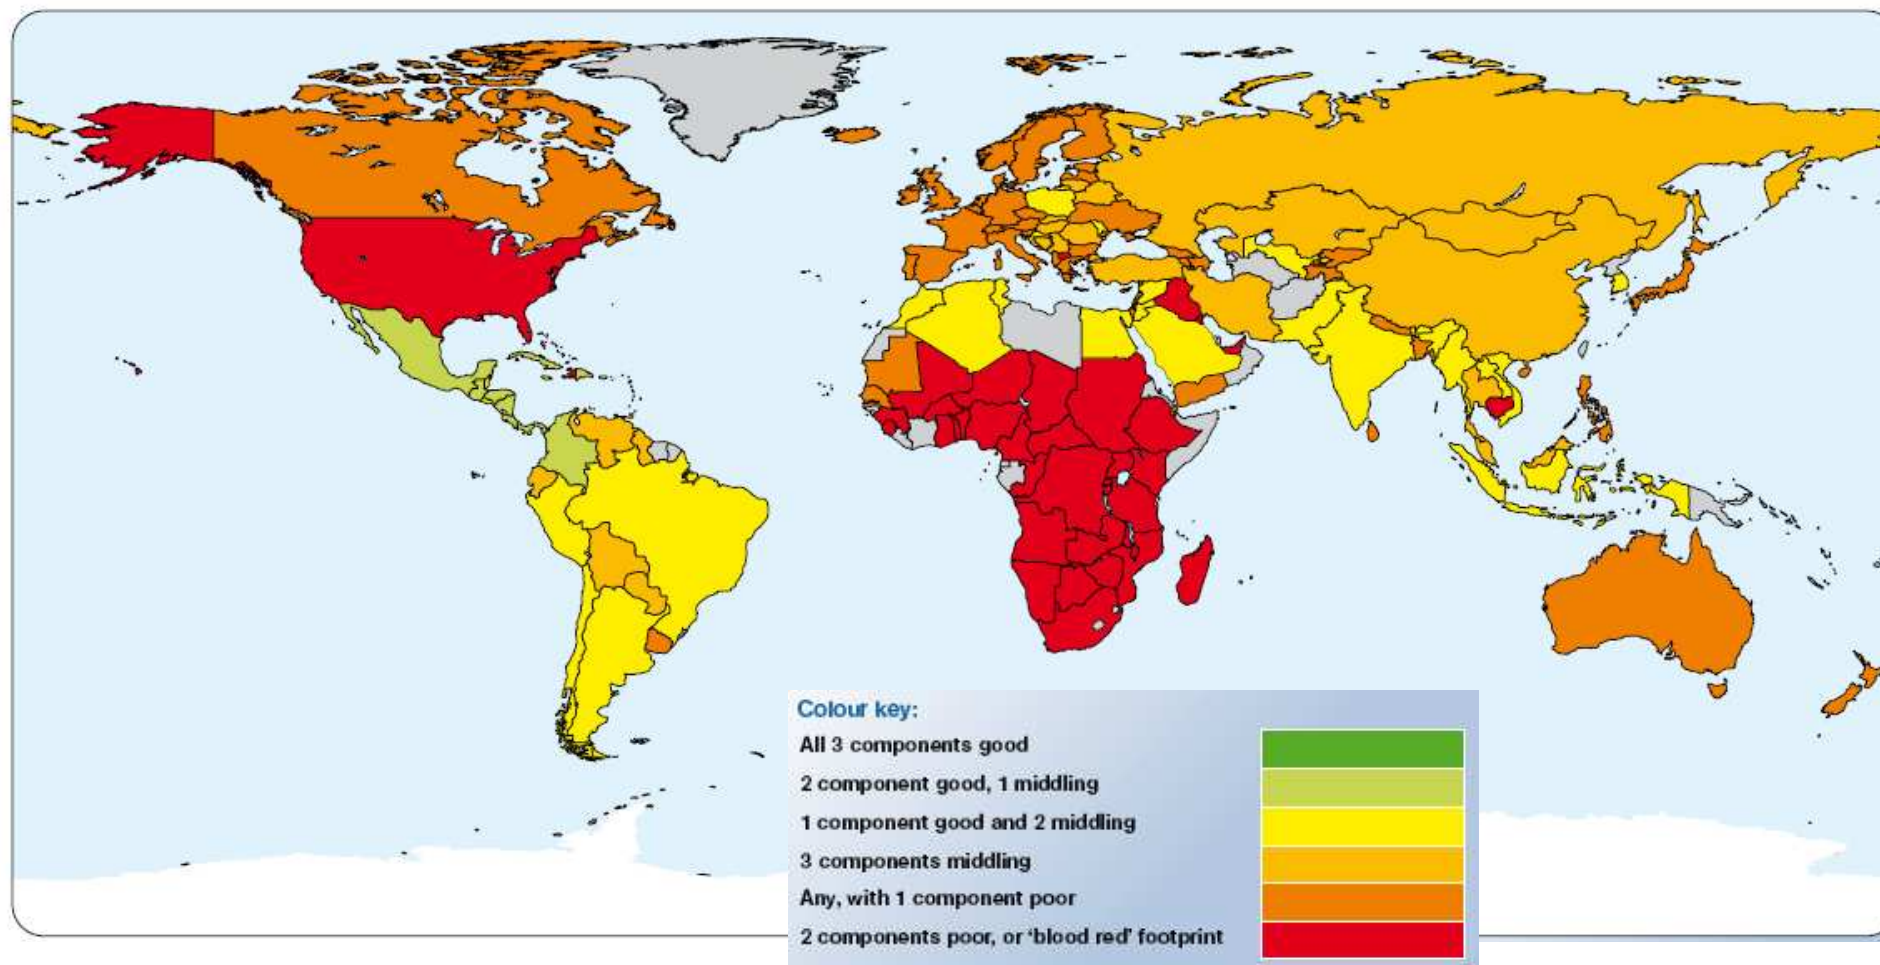 Colour key:
All 3 components good
2 component good, 1 middling
1 component good and 2 middling
3 components middling
Any, with 1 component poor
2 components poor, or ‘blood red’ footprint